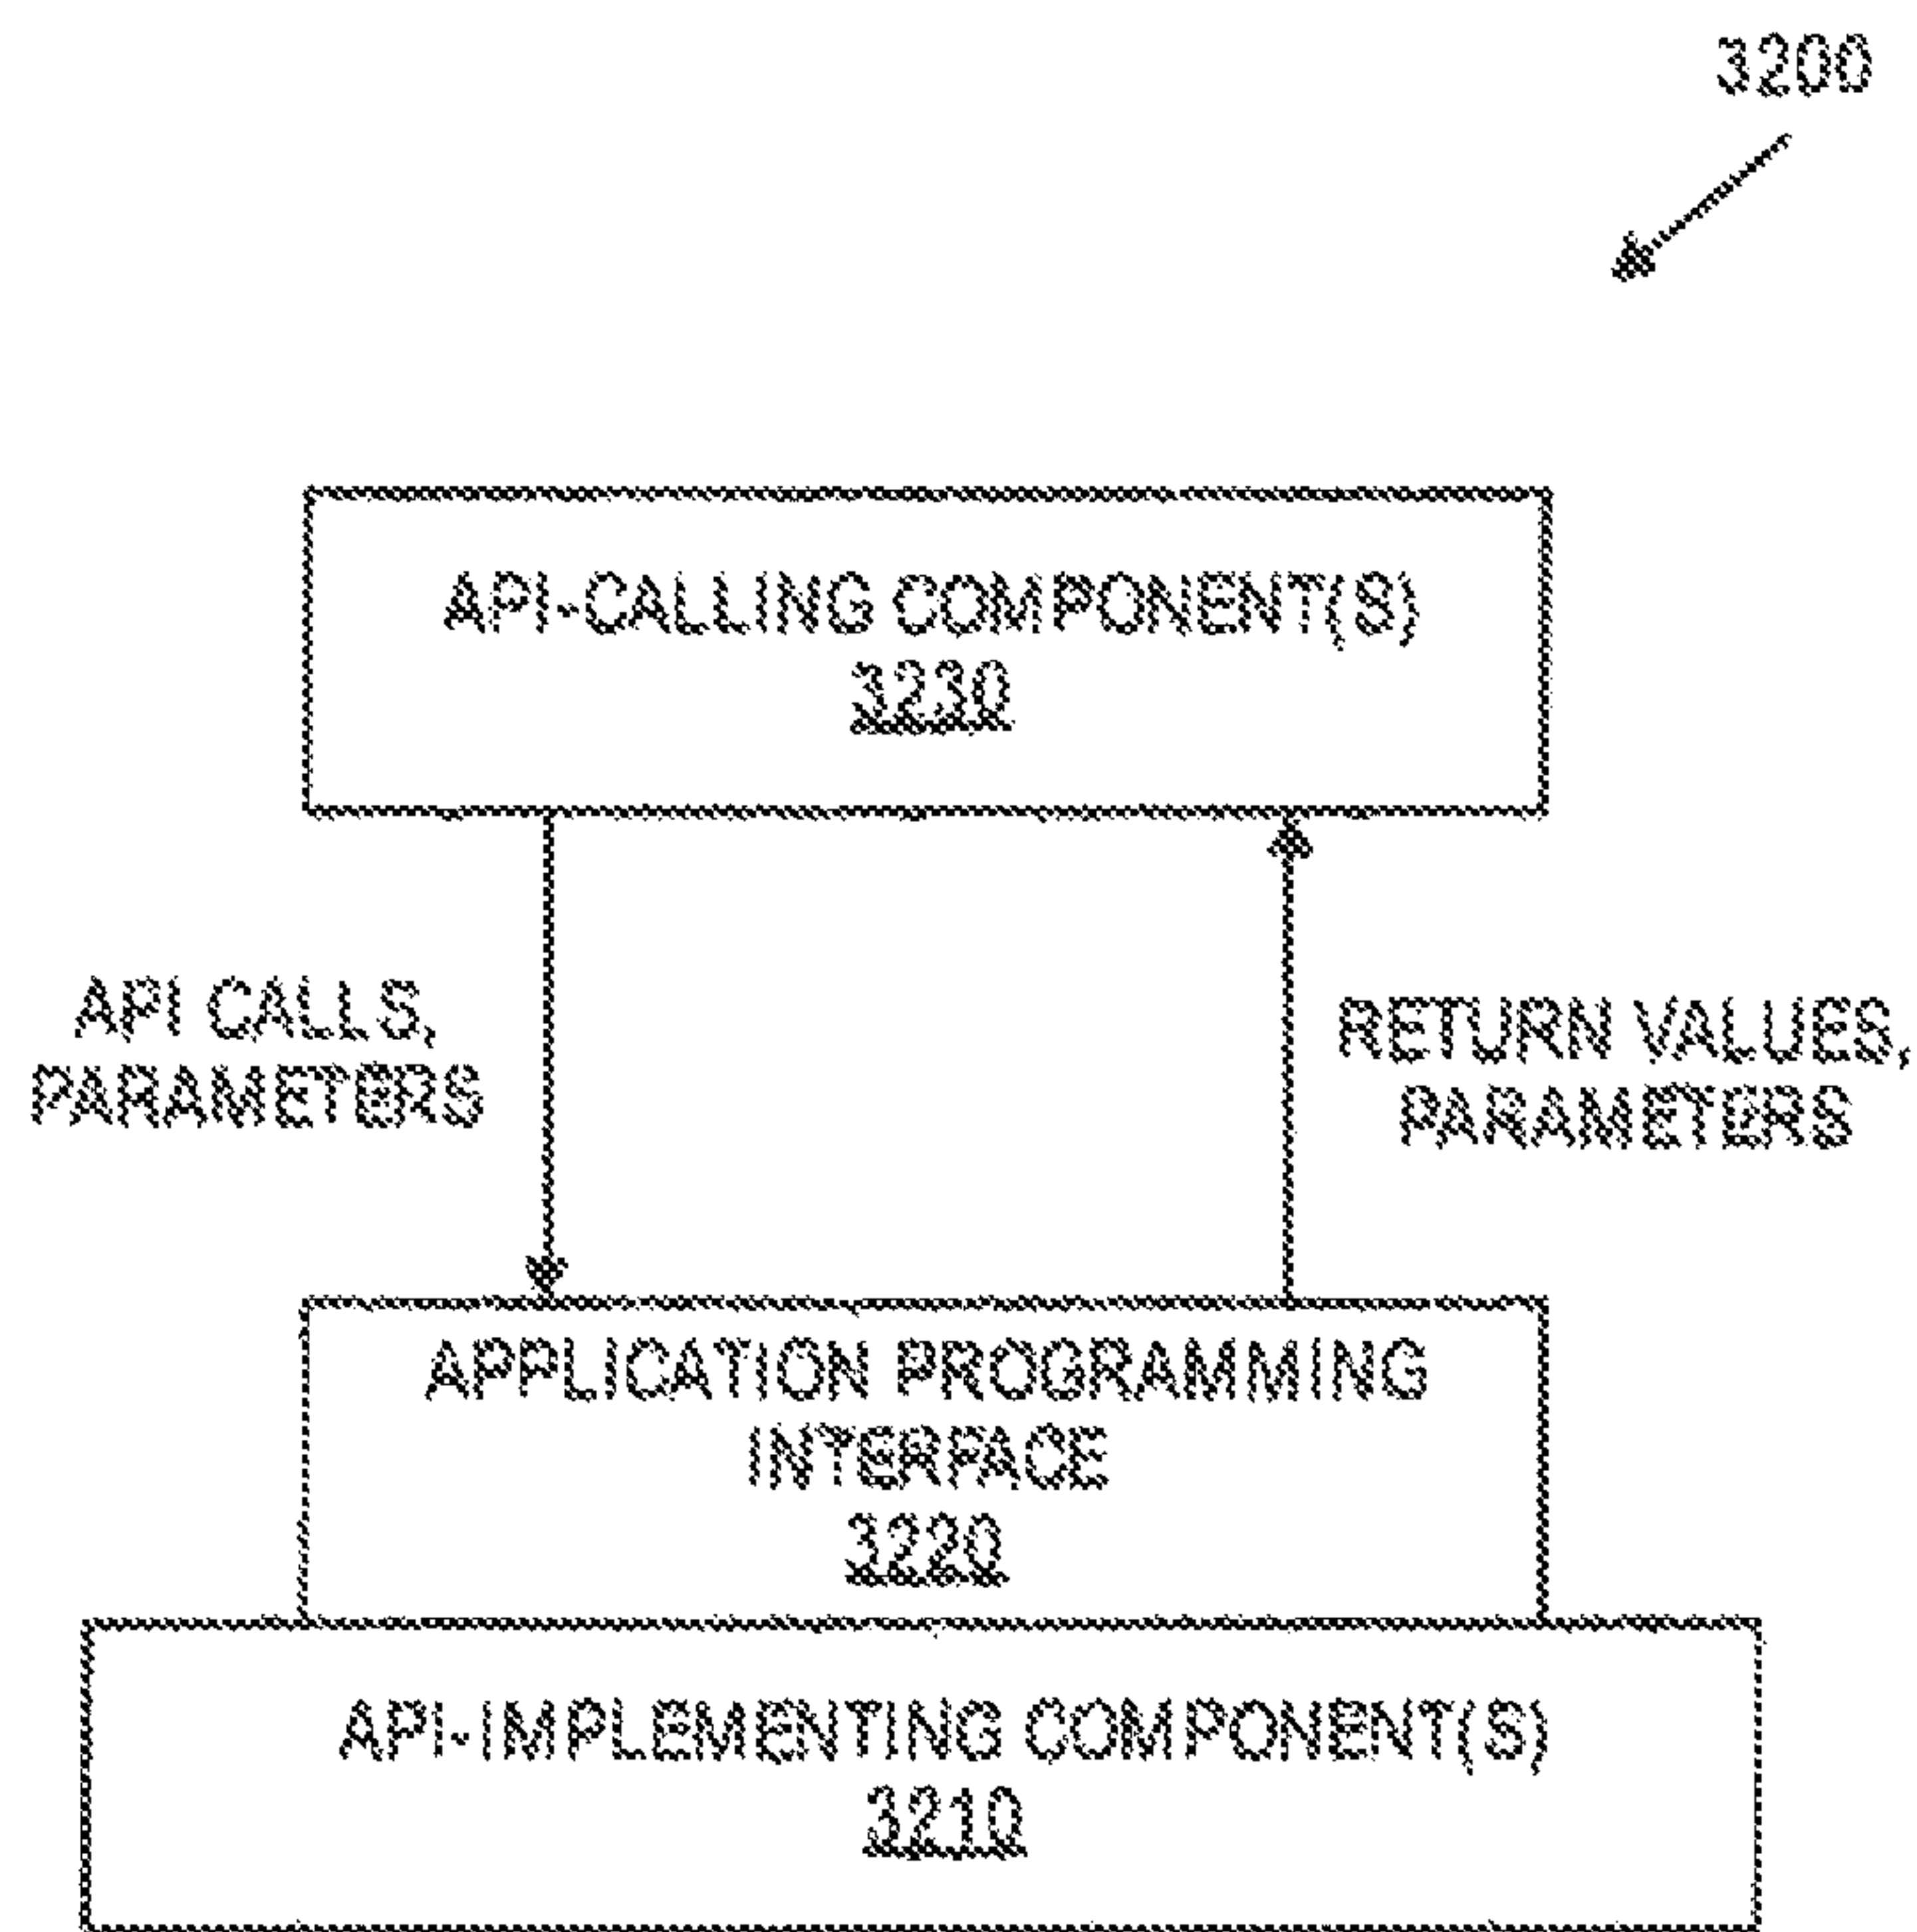 3200
API-CALLING COMPONENT(S)
3230
API CALLS,
PARAMETERS
RETURN VALUES,
PARAMETERS
APPLICATION PROGRAMMING
INTERFACE
3220
API-IMPLEMENTING COMPONENT(S)
3210